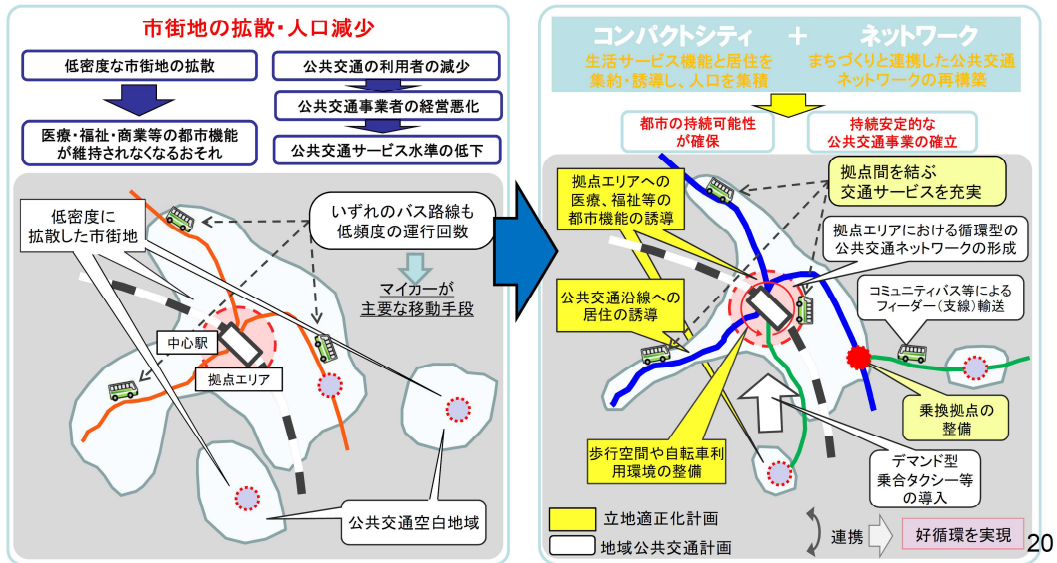 市街地の拡散・人口減少
低密度な市街地の拡散
医療・福祉・商業等の都市機能
が維持されなくなるおそれ
公共交通の利用者の減少
公共交通事業者の経営悪化
公共交通サービス水準の低下
低密度に
拡散した市街地
いずれのバス路線も
低頻度の運行回数
マイカーが
主要な移動手段
中心駅
拠点エリア
公共交通空白地域
コンパクトシティ + ネットワーク
生活サービス機能と居住を
集約・誘導し、人口を集積
まちづくりと連携した公共交通
ネットワークの再構築
都市の持続可能性
が確保
持続安定的な
公共交通事業の確立
拠点エリアへの
医療、福祉等の
都市機能の誘導
拠点間を結ぶ
交通サービスを充実
拠点エリアにおける循環型の
公共交通ネットワークの形成
公共交通沿線への
居住の誘導
コミュニティバス等による
フィーダー(支線)輸送
乗換拠点の
整備
歩行空間や自転車利
用環境の整備
デマンド型
乗合タクシー等
の導入
立地適正化計画
地域公共交通計画
連携
好循環を実現
20